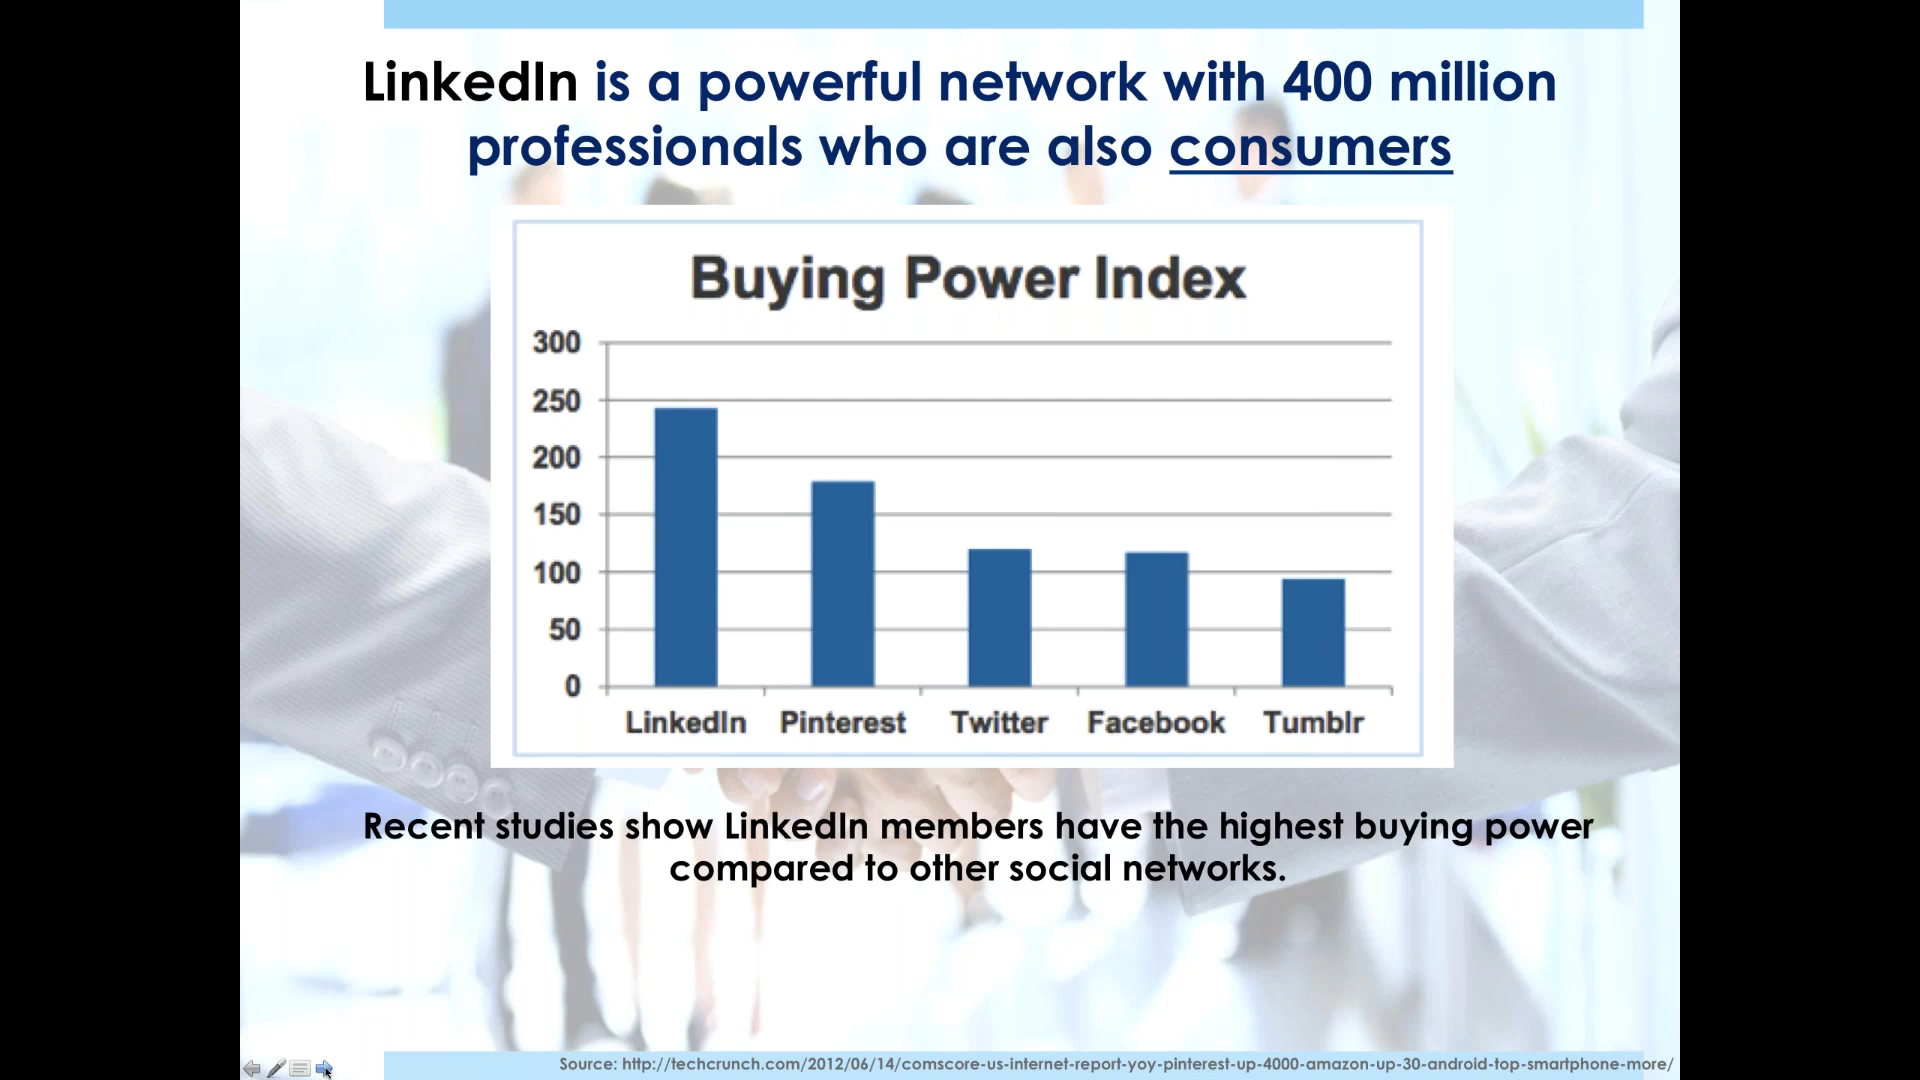 LinkedIn is a powerful network with 400 million
professionals who are also consumers
Buying Power Index
300
250
200
150
100
50
0
LinkedIn Pinterest Twitter Facebook Tumblr
Recent studies show LinkedIn members have the highest buying power
compared to other social networks.
Source: http://techcrunch.com/2012/06/14/comscore-us-internet-report-yoy-pinterest-up-4000-amazon-up-30-android-top-smartphone-more/